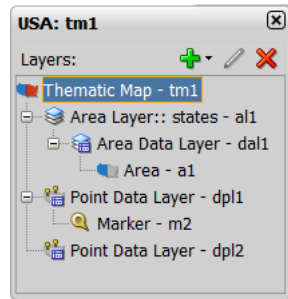 USA: tm1
Layers:
Thematic Map - tm1
Area Layer:: states - al1
Area Data Layer - dal1
Area - a1
Point Data Layer - dpl1
Marker - m2
Point Data Layer - dpl2